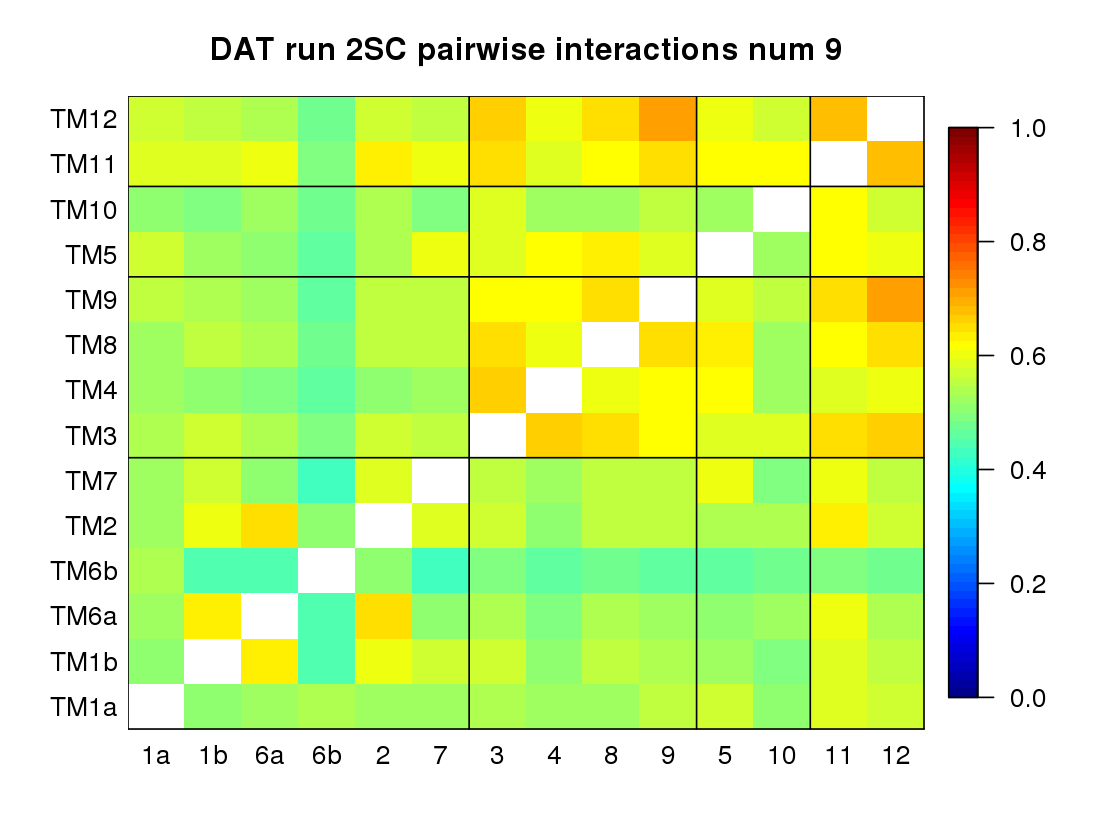 DAT run 2SC pairwise interactions num 9
TM12
TM11
TM10
TM5
TM9
TM8
TM4
TM3
TM7
TM2
TM6b
TM6a
TM1b
TM1a
1a 1b 6a 6b 2 7 3 4 8 9 5 10 11 12
1.0
0.8
0.6
0.4
0.2
0.0